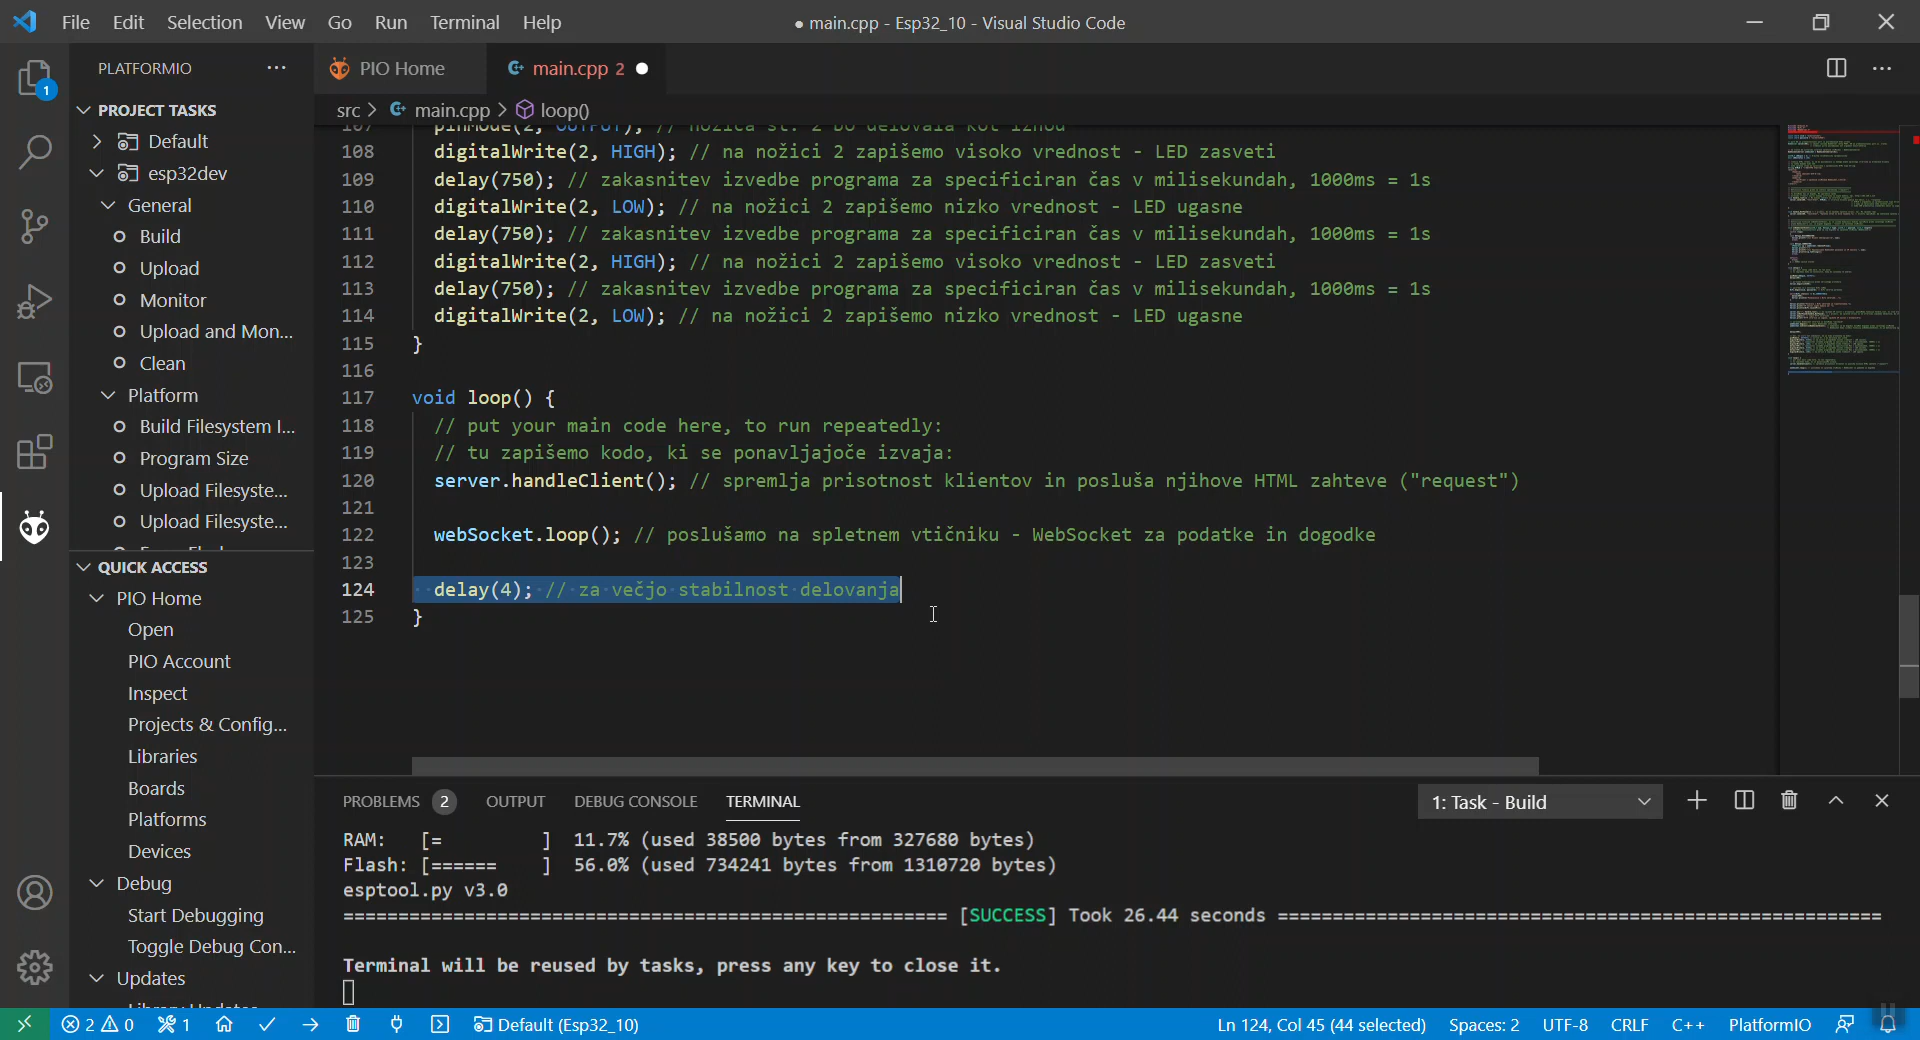 File Edit Selection View Go Run Terminal Help
● main.cpp - Esp32_10 - Visual Studio Code
PLATFORMIO ···
PIO Home
main.cpp 2 ●
1
src > main.cpp > loop()
PROJECT TASKS
Default
esp32dev
General
Build
Upload
Monitor
Upload and Mon...
Clean
Platform
Build Filesystem I...
Program Size
Upload Filesyste...
Upload Filesyste...
QUICK ACCESS
PIO Home
Open
PIO Account
Inspect
Projects & Config...
Libraries
Boards
Platforms
Devices
Debug
Start Debugging
Toggle Debug Con...
Updates
107 pinMode(2, OUTPUT); // nožica št. 2 bo delovala kot izhod
108 digitalWrite(2, HIGH); // na nožici 2 zapišemo visoko vrednost - LED zasveti
109 delay(750); // zakasnitev izvedbe programa za specificiran čas v milisekundah, 1000ms = 1s
110 digitalWrite(2, LOW); // na nožici 2 zapišemo nizko vrednost - LED ugasne
111 delay(750); // zakasnitev izvedbe programa za specificiran čas v milisekundah, 1000ms = 1s
112 digitalWrite(2, HIGH); // na nožici 2 zapišemo visoko vrednost - LED zasveti
113 delay(750); // zakasnitev izvedbe programa za specificiran čas v milisekundah, 1000ms = 1s
114 digitalWrite(2, LOW); // na nožici 2 zapišemo nizko vrednost - LED ugasne
115 }
116
117 void loop() {
118 // put your main code here, to run repeatedly:
119 // tu zapišemo kodo, ki se ponavljajoče izvaja:
120 server.handleClient(); // spremlja prisotnost klientov in posluša njihove HTML zahteve ("request")
121
122 webSocket.loop(); // poslušamo na spletnem vtičniku - WebSocket za podatke in dogodke
123
124 delay(4); // za večjo stabilnost delovanja
125 }
PROBLEMS 2 OUTPUT DEBUG CONSOLE TERMINAL
1: Task - Build
RAM: [= ] 11.7% (used 38500 bytes from 327680 bytes)
Flash: [====== ] 56.0% (used 734241 bytes from 1310720 bytes)
esptool.py v3.0
======================================================= [SUCCESS] Took 26.44 seconds =======================================================
Terminal will be reused by tasks, press any key to close it.
2 0 1 Default (Esp32_10)
Ln 124, Col 45 (44 selected) Spaces: 2 UTF-8 CRLF C++ PlatformIO